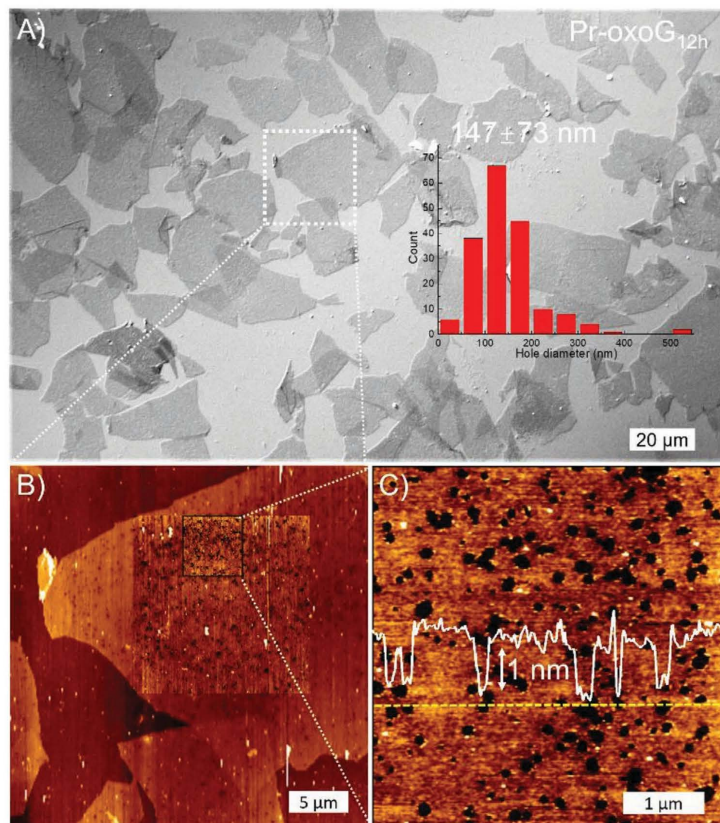 A)
Pr-oxoG12h
147±73 nm
70
60
50
40
30
20
10
0
Count
0 100 200 300 400 500
Hole diameter (nm)
20 µm
B)
5 µm
C)
1 nm
1 µm